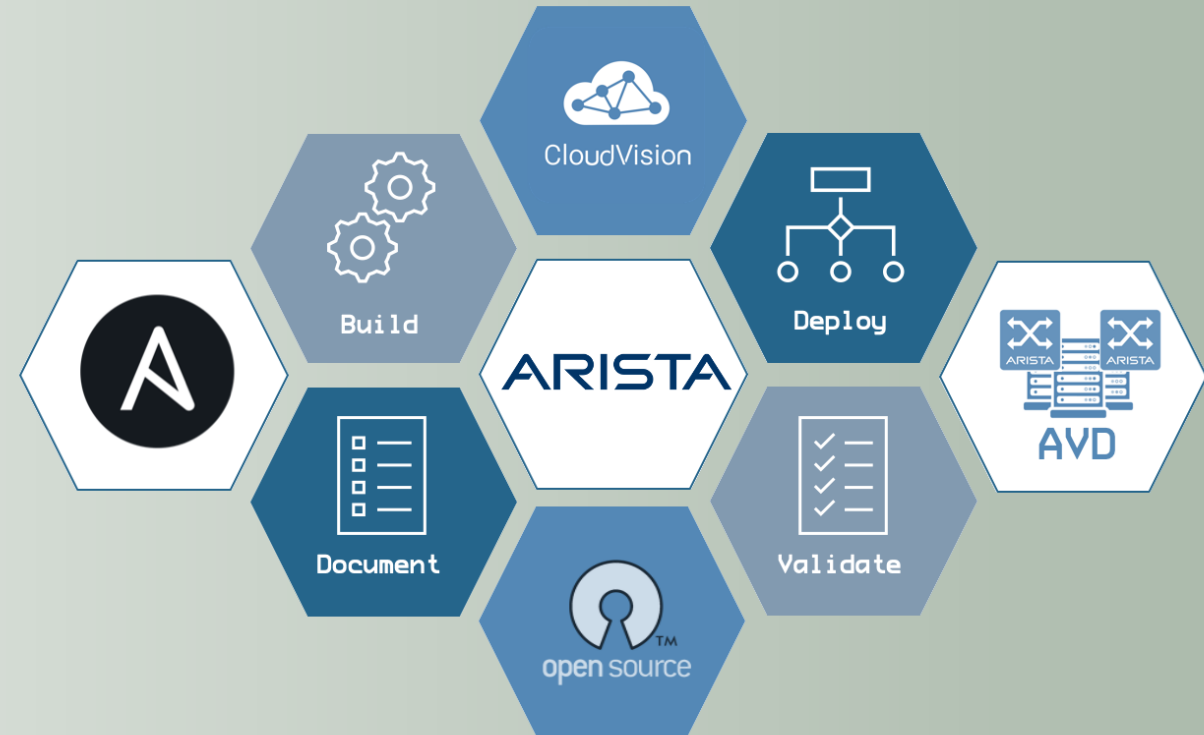 CloudVision
Build
Deploy
ARISTA
ARISTA
ARISTA
AVD
Document
Validate
TM
open source